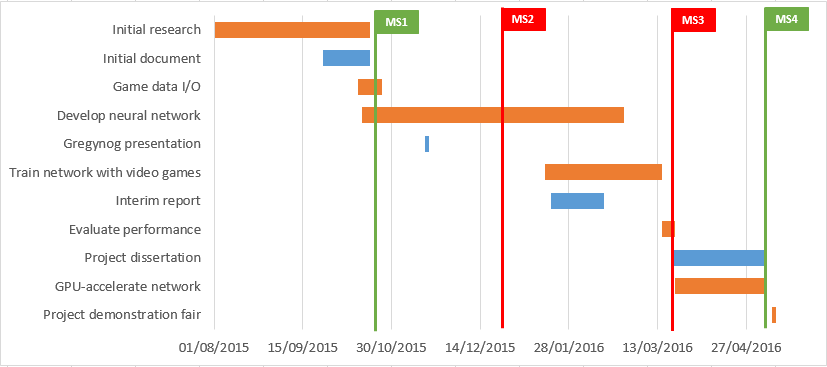 MS1
MS2
MS3
MS4
Initial research
Initial document
Game data I/O
Develop neural network
Gregynog presentation
Train network with video games
Interim report
Evaluate performance
Project dissertation
GPU-accelerate network
Project demonstration fair
01/08/2015 15/09/2015 30/10/2015 14/12/2015 28/01/2016 13/03/2016 27/04/2016